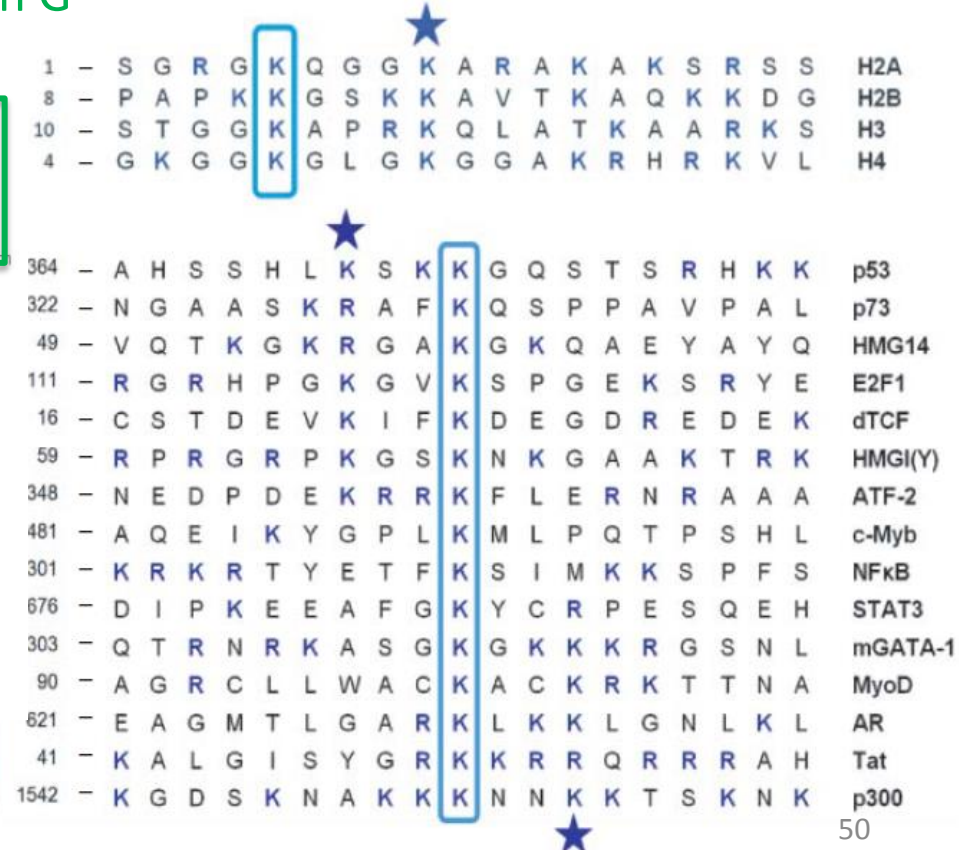 1 – S G R G K Q G G K A R A K A K S R S S H2A
8 – P A P K K G S K K A V T K A Q K K D G H2B
10 – S T G G K A P R K Q L A T K A A R K S H3
4 – G K G G K G L G K G G A K R H R K V L H4
364 – A H S S H L K S K K G Q S T S R H K K p53
322 – N G A A S K R A F K Q S P P A V P A L p73
49 – V Q T K G K R G A K G K Q A E Y A Y Q HMG14
111 – R G R H P G K G V K S P G E K S R Y E E2F1
16 – C S T D E V K I F K D E G D R E D E K dTCF
59 – R P R G R P K G S K N K G A A K T R K HMGI(Y)
348 – N E D P D E K R R K F L E R N R A A A ATF-2
481 – A Q E I K Y G P L K M L P Q T P S H L c-Myb
301 – K R K R T Y E T F K S I M K K S P F S NFκB
676 – D I P K E E A F G K Y C R P E S Q E H STAT3
303 – Q T R N R K A S G K G K K K R G S N L mGATA-1
90 – A G R C L L W A C K A C K R K T T N A MyoD
621 – E A G M T L G A R K L K K L G N L K L AR
41 – K A L G I S Y G R K K R R Q R R R A H Tat
1542 – K G D S K N A K K K N N K K T S K N K p300
50